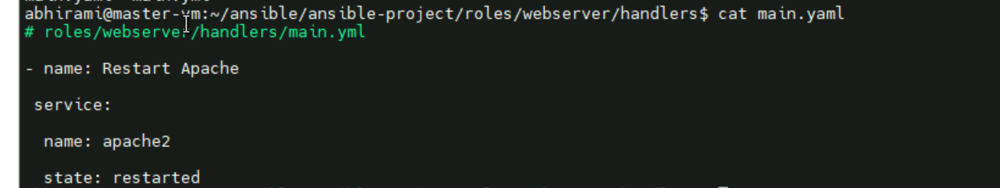 abhirami@master-vm:~/ansible/ansible-project/roles/webserver/handlers$ cat main.yaml
# roles/webserver/handlers/main.yml
- name: Restart Apache
service:
name: apache2
state: restarted